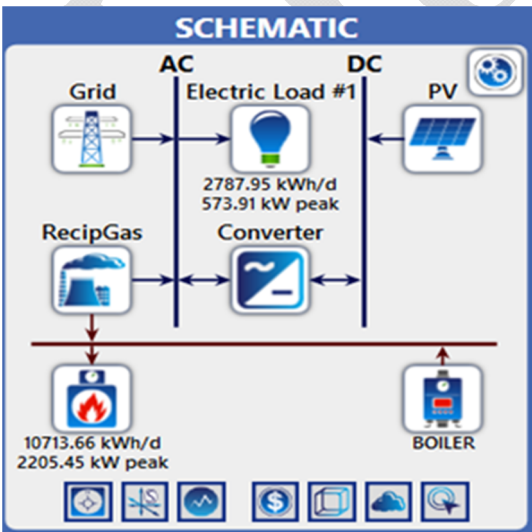 SCHEMATIC
AC DC
Grid Electric Load #1 PV
2787.95 kWh/d
573.91 kW peak
RecipGas Converter
10713.66 kWh/d
2205.45 kW peak
BOILER